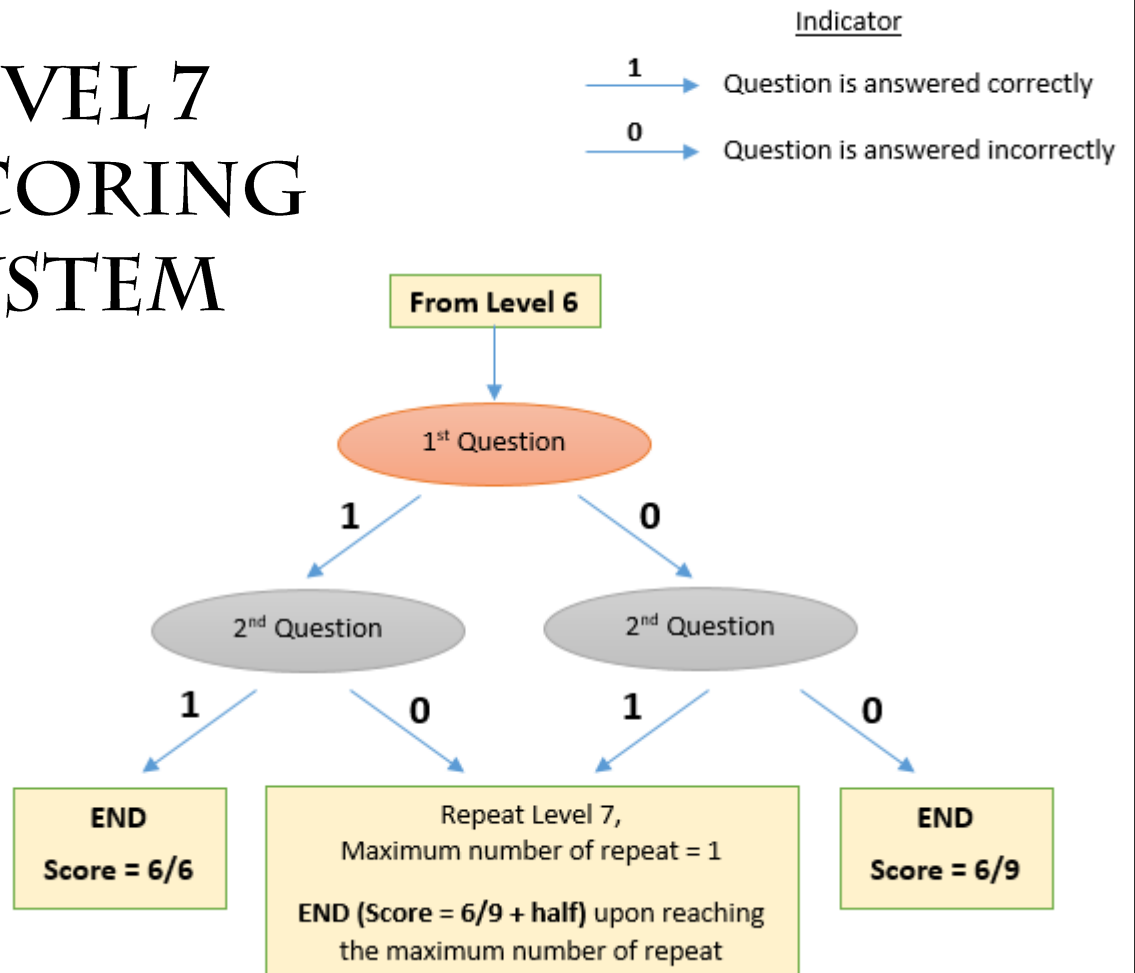 VEL 7
CORING
STEM
Indicator
1
Question is answered correctly
0
Question is answered incorrectly
From Level 6
1st Question
1
0
2nd Question
2nd Question
1
0
1
0
END
Score = 6/6
Repeat Level 7,
Maximum number of repeat = 1
END (Score = 6/9 + half) upon reaching
the maximum number of repeat
END
Score = 6/9